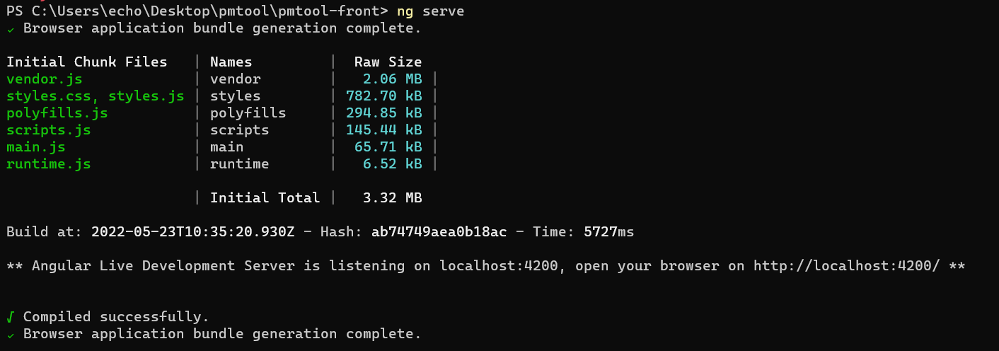 PS C:\Users\echo\Desktop\pmtool\pmtool-front> ng serve
✓ Browser application bundle generation complete.
Initial Chunk Files | Names | Raw Size
vendor.js | vendor | 2.06 MB |
styles.css, styles.js | styles | 782.70 kB |
polyfills.js | polyfills | 294.85 kB |
scripts.js | scripts | 145.44 kB |
main.js | main | 65.71 kB |
runtime.js | runtime | 6.52 kB |
| Initial Total | 3.32 MB
Build at: 2022-05-23T10:35:20.930Z - Hash: ab74749aea0b18ac - Time: 5727ms
** Angular Live Development Server is listening on localhost:4200, open your browser on http://localhost:4200/ **
√ Compiled successfully.
✓ Browser application bundle generation complete.